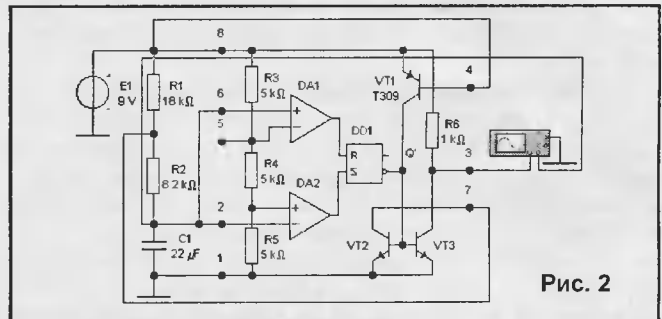 8
E1
9 V
R1
18 kΩ
R2
8.2 kΩ
C1
22 μF
6
5
2
1
R3
5 kΩ
R4
5 kΩ
R5
5 kΩ
DA1
+
−
DA2
+
−
DD1
R
S
Q'
VT1
T309
4
R6
1 kΩ
3
7
VT2
VT3
Рис. 2